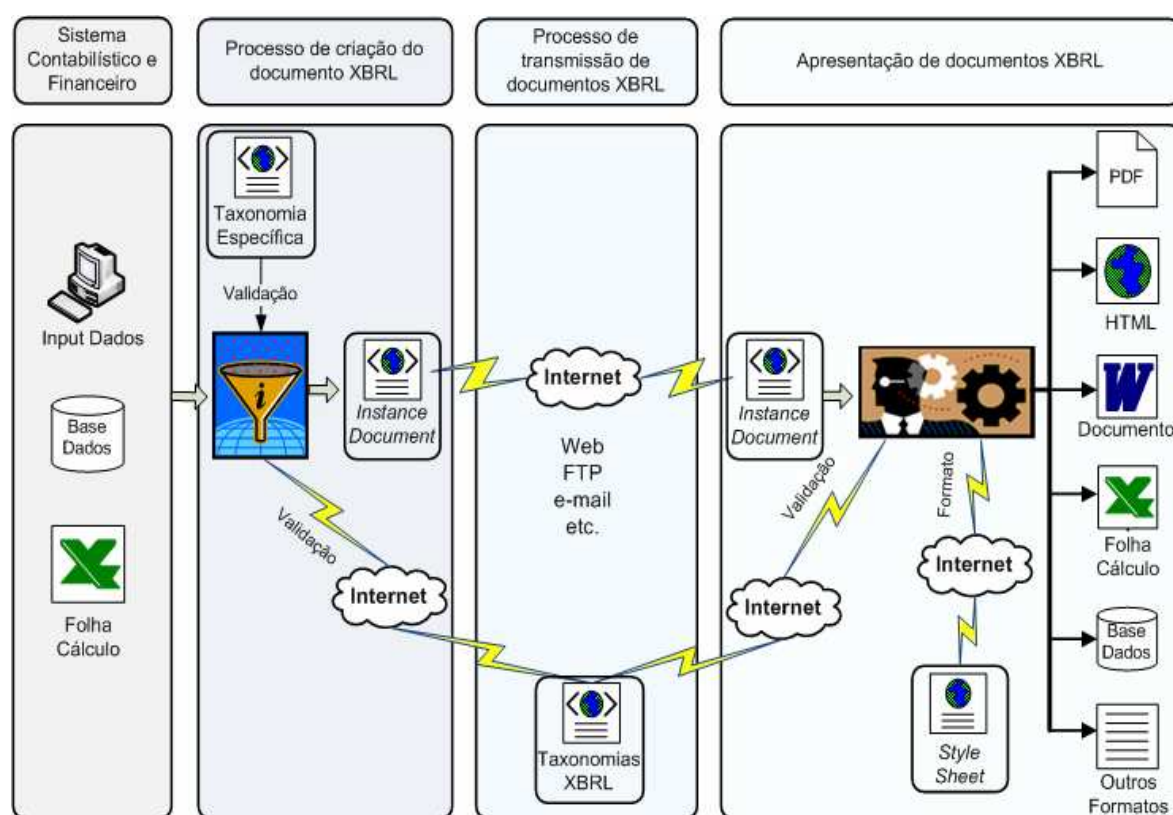 Sistema
Contabilístico e
Financeiro
Processo de criação do
documento XBRL
Processo de
transmissão de
documentos XBRL
Apresentação de documentos XBRL
Input Dados
Base
Dados
Folha
Cálculo
Taxonomia
Específica
Validação
i
Instance
Document
Validação
Internet
Internet
Web
FTP
e-mail
etc.
Taxonomias
XBRL
Instance
Document
Validação
Internet
Formato
Internet
Style
Sheet
PDF
HTML
W
Documento
X
Folha
Cálculo
Base
Dados
Outros
Formatos